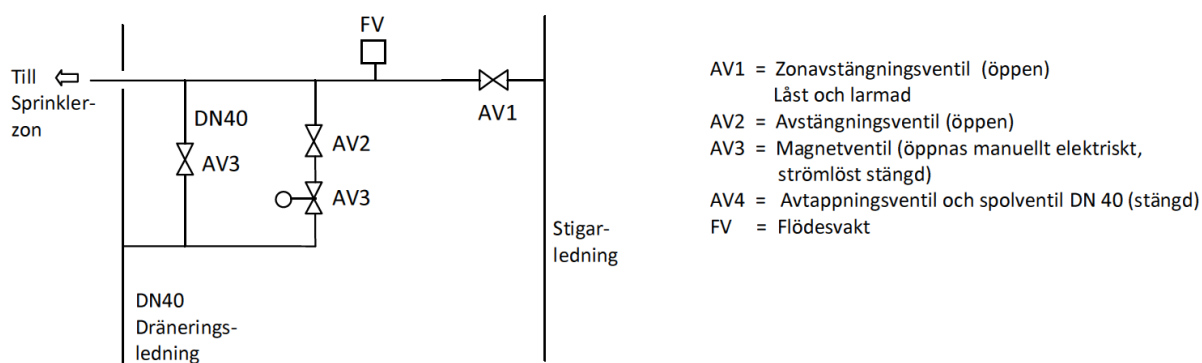 FV
Till
Sprinkler-
zon
AV1
DN40
AV2
AV3
AV3
Stigar-
ledning
DN40
Dränerings-
ledning
AV1 = Zonavstängningsventil (öppen)
Låst och larmad
AV2 = Avstängningsventil (öppen)
AV3 = Magnetventil (öppnas manuellt elektriskt,
strömlöst stängd)
AV4 = Avtappningsventil och spolventil DN 40 (stängd)
FV = Flödesvakt